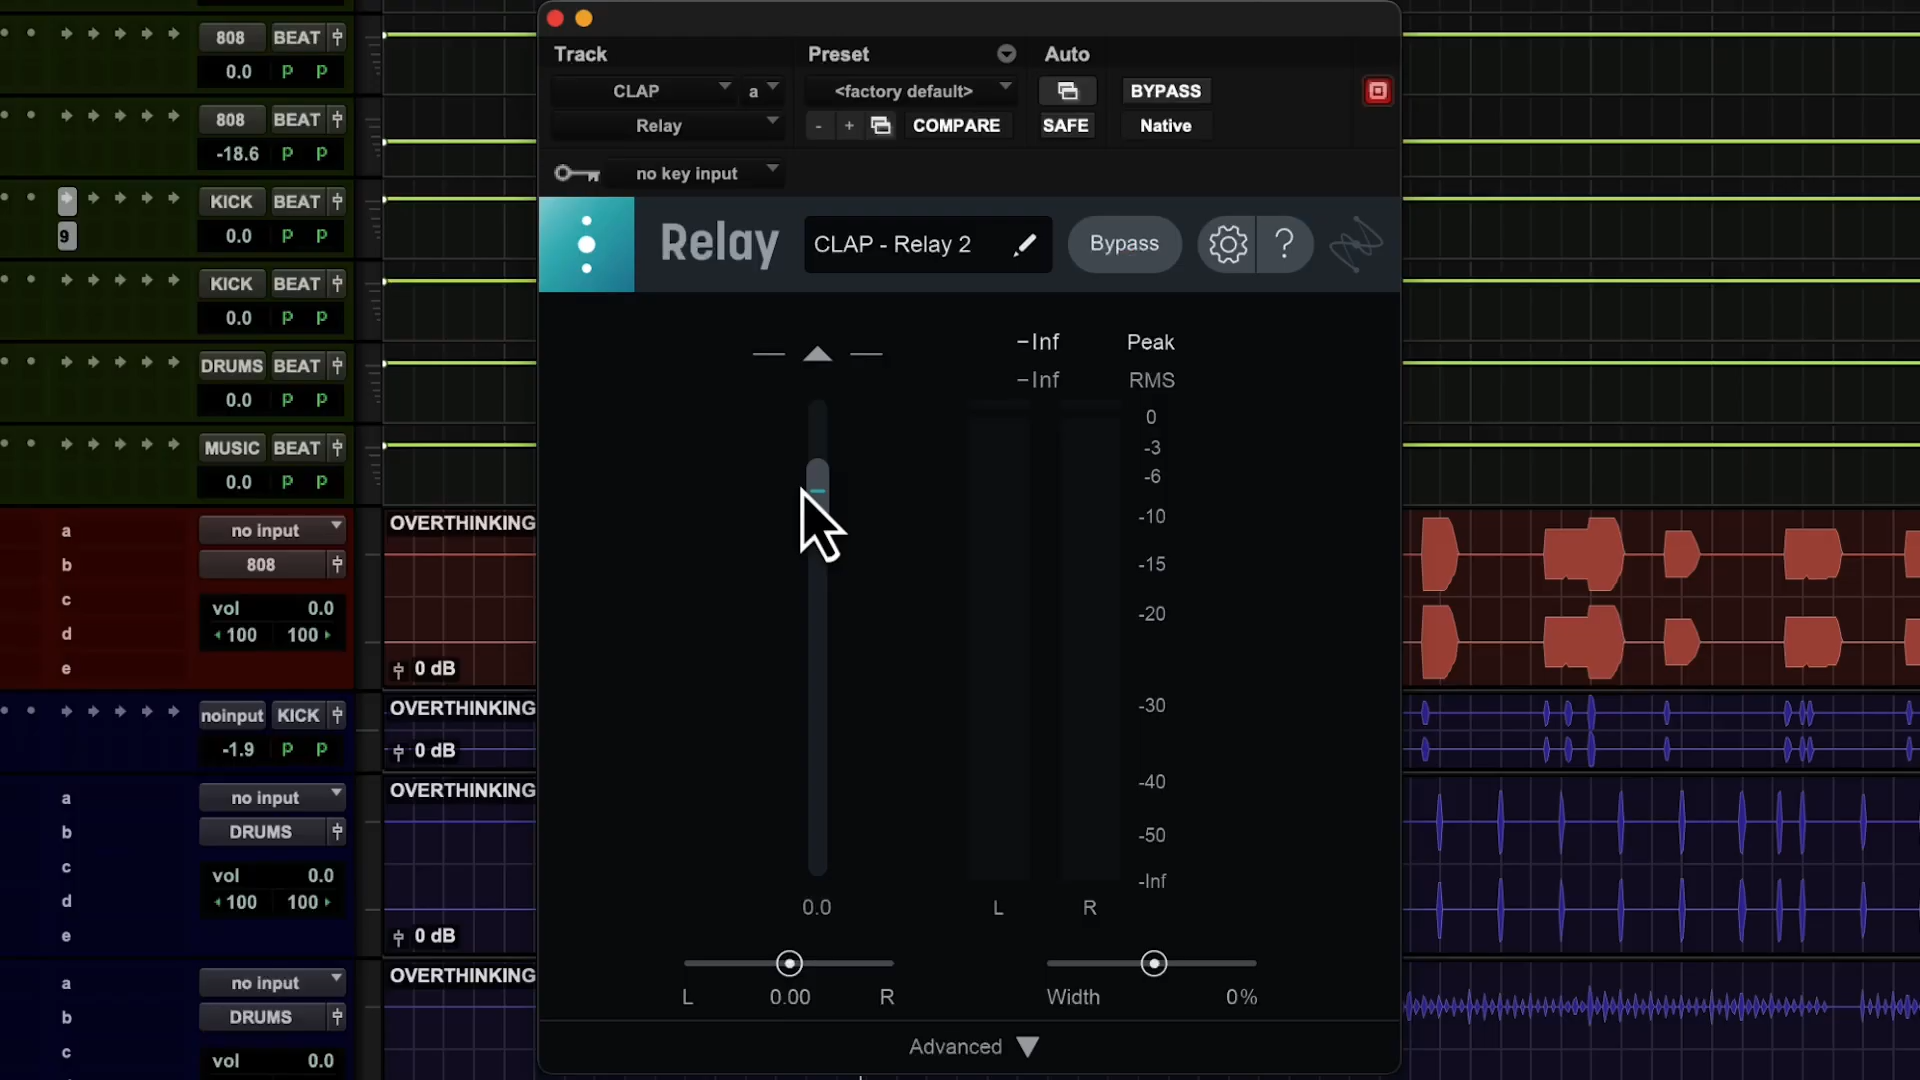 808 BEAT
0.0 P P
808 BEAT
-18.6 P P
KICK BEAT
9 0.0 P P
KICK BEAT
0.0 P P
DRUMS BEAT
0.0 P P
MUSIC BEAT
0.0 P P
a no input
b 808
c vol 0.0
d 100 100
e
OVERTHINKING
0 dB
noinput KICK
-1.9 P P
OVERTHINKING
0 dB
a no input
b DRUMS
c vol 0.0
d 100 100
e
OVERTHINKING
0 dB
a no input
b DRUMS
c vol 0.0
OVERTHINKING
Track Preset Auto
CLAP a <factory default> BYPASS
Relay - + COMPARE SAFE Native
no key input
Relay CLAP - Relay 2 Bypass ?
-Inf Peak
-Inf RMS
0
-3
-6
-10
-15
-20
-30
-40
-50
-Inf
0.0 L R
L 0.00 R Width 0%
Advanced